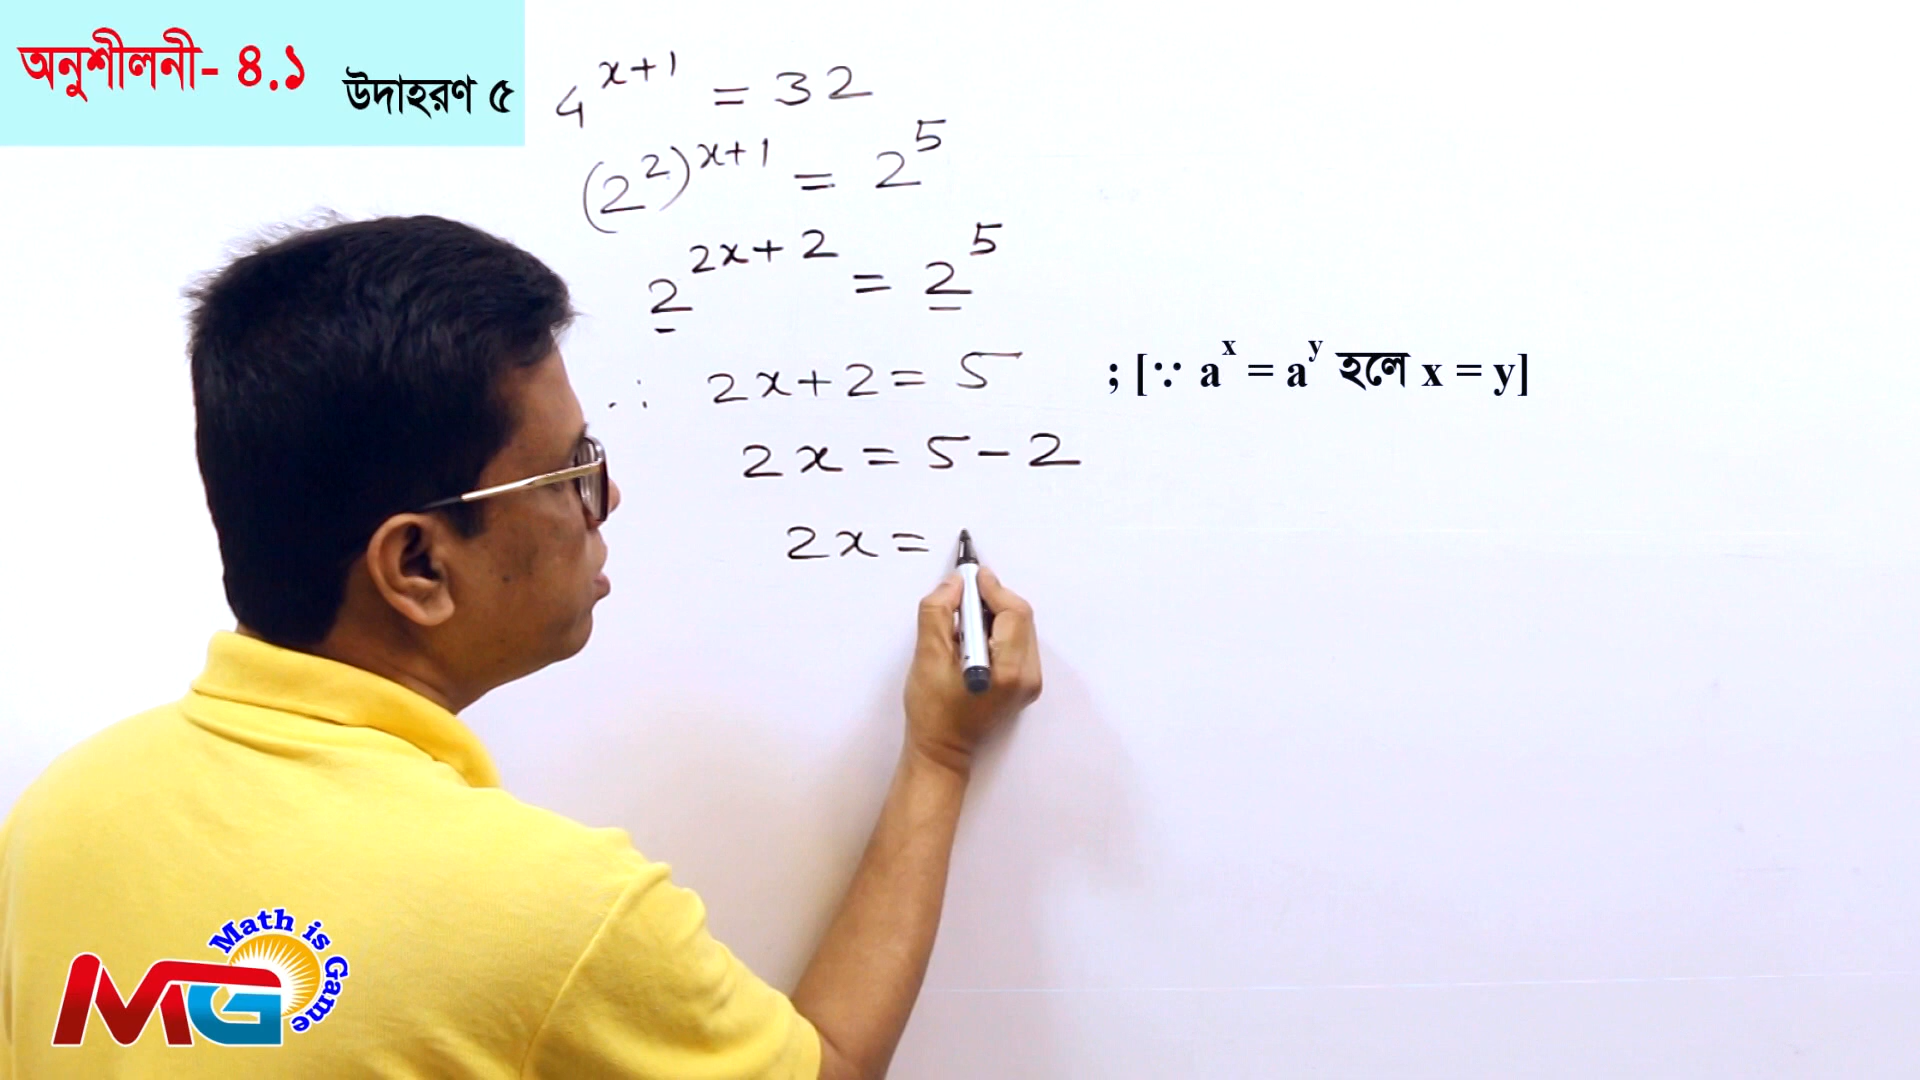 অনুশীলনী- ৪.১
উদাহরণ ৫
4^{x+1} = 32
(2^2)^{x+1} = 2^5
2^{2x+2} = 2^5
∴ 2x+2 = 5 ; [∵ a^x = a^y হলে x = y]
2x = 5-2
2x =
Math is Game
MG